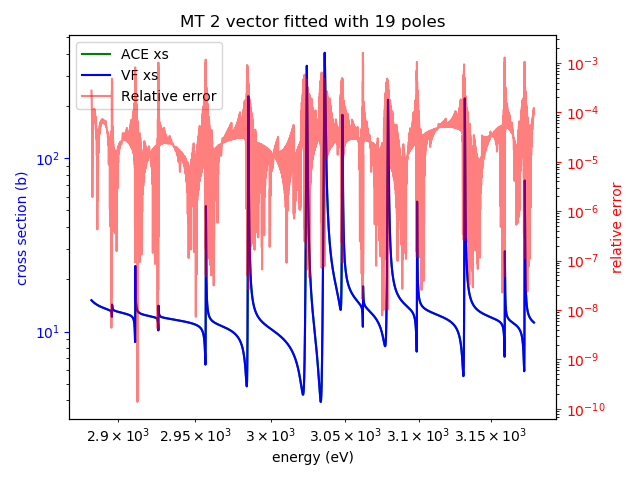 MT 2 vector fitted with 19 poles
ACE xs
VF xs
Relative error
cross section (b)
10²
10¹
relative error
10⁻³
10⁻⁴
10⁻⁵
10⁻⁶
10⁻⁷
10⁻⁸
10⁻⁹
10⁻¹⁰
2.9 × 10³ 2.95 × 10³ 3 × 10³ 3.05 × 10³ 3.1 × 10³ 3.15 × 10³
energy (eV)